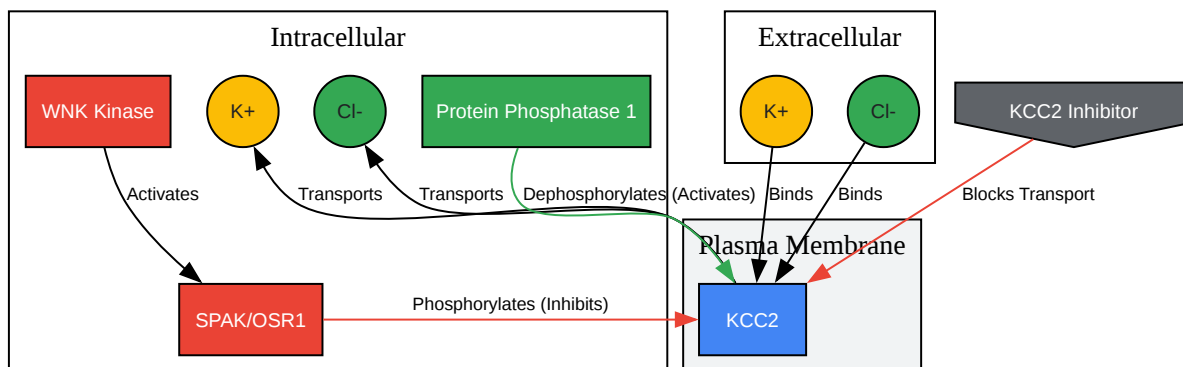 Intracellular
Extracellular
WNK Kinase
K+
Cl-
Protein Phosphatase 1
K+
Cl-
KCC2 Inhibitor
Activates
Transports
Transports
Dephosphorylates (Activates)
Binds
Binds
Blocks Transport
Plasma Membrane
SPAK/OSR1
Phosphorylates (Inhibits)
KCC2